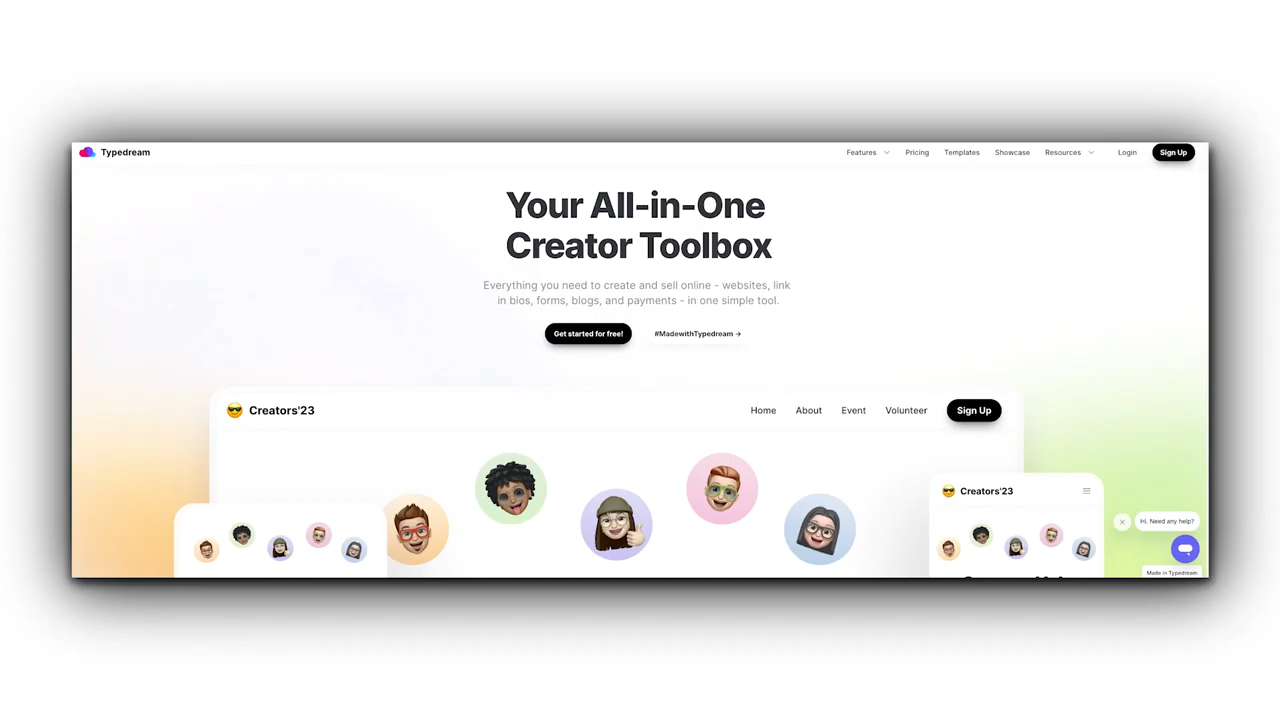 Typedream
Features Pricing Templates Showcase Resources Login Sign Up
Your All-in-One
Creator Toolbox
Everything you need to create and sell online - websites, link
in bios, forms, blogs, and payments - in one simple tool.
Get started for free! #MadewithTypedream →
Creators'23
Home About Event Volunteer Sign Up
Creators'23
Hi. Need any help?
Made in Typedream